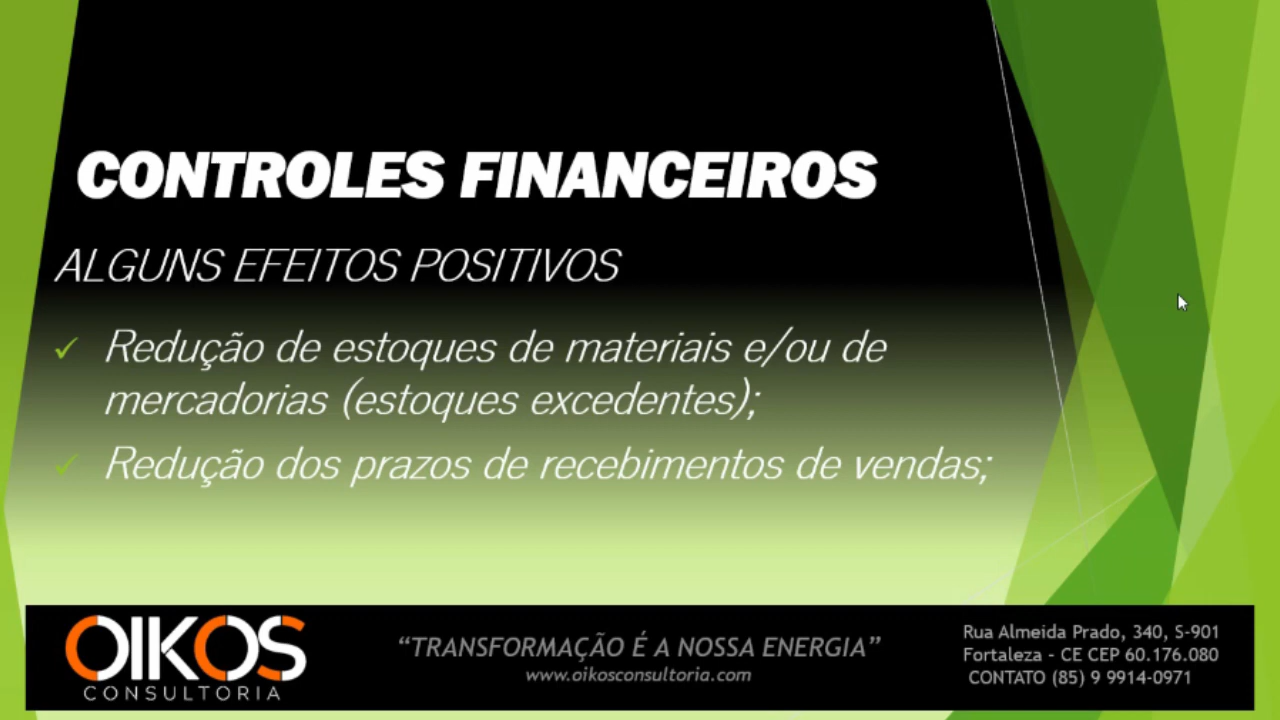 CONTROLES FINANCEIROS
ALGUNS EFEITOS POSITIVOS
✓ Redução de estoques de materiais e/ou de
mercadorias (estoques excedentes);
✓ Redução dos prazos de recebimentos de vendas;
OIKOS
CONSULTORIA
“TRANSFORMAÇÃO É A NOSSA ENERGIA”
www.oikosconsultoria.com
Rua Almeida Prado, 340, S-901
Fortaleza - CE CEP 60.176.080
CONTATO (85) 9 9914-0971